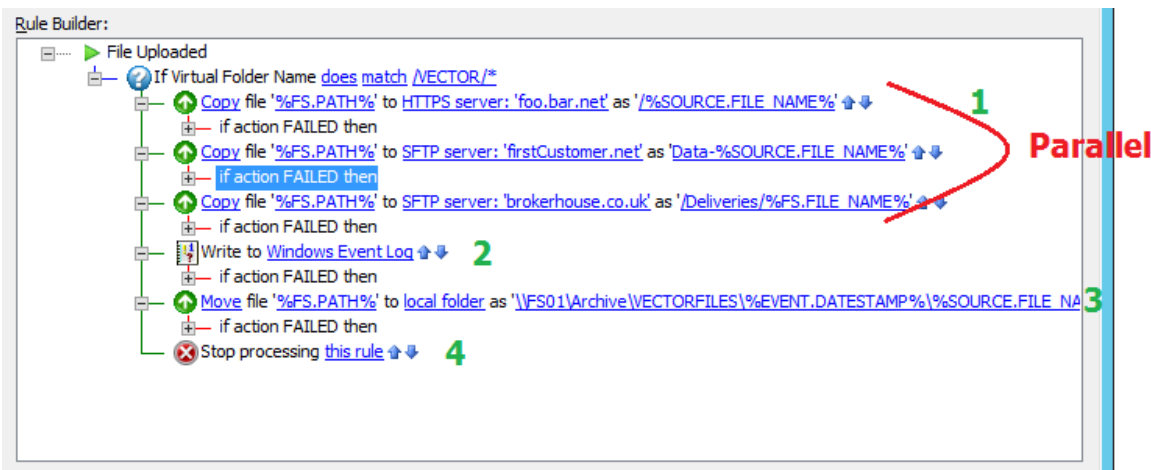 Rule Builder:
File Uploaded
If Virtual Folder Name does match /VECTOR/*
Copy file '%FS.PATH%' to HTTPS server: 'foo.bar.net' as '/%SOURCE.FILE_NAME%' 1
if action FAILED then
Copy file '%FS.PATH%' to SFTP server: 'firstCustomer.net' as 'Data-%SOURCE.FILE_NAME%' Parallel
if action FAILED then
Copy file '%FS.PATH%' to SFTP server: 'brokerhouse.co.uk' as '/Deliveries/%FS.FILE_NAME%'
if action FAILED then
Write to Windows Event Log 2
if action FAILED then
Move file '%FS.PATH%' to local folder as '\\FS01\Archive\VECTORFILES\%EVENT.DATESTAMP%\%SOURCE.FILE_NA 3
if action FAILED then
Stop processing this rule 4